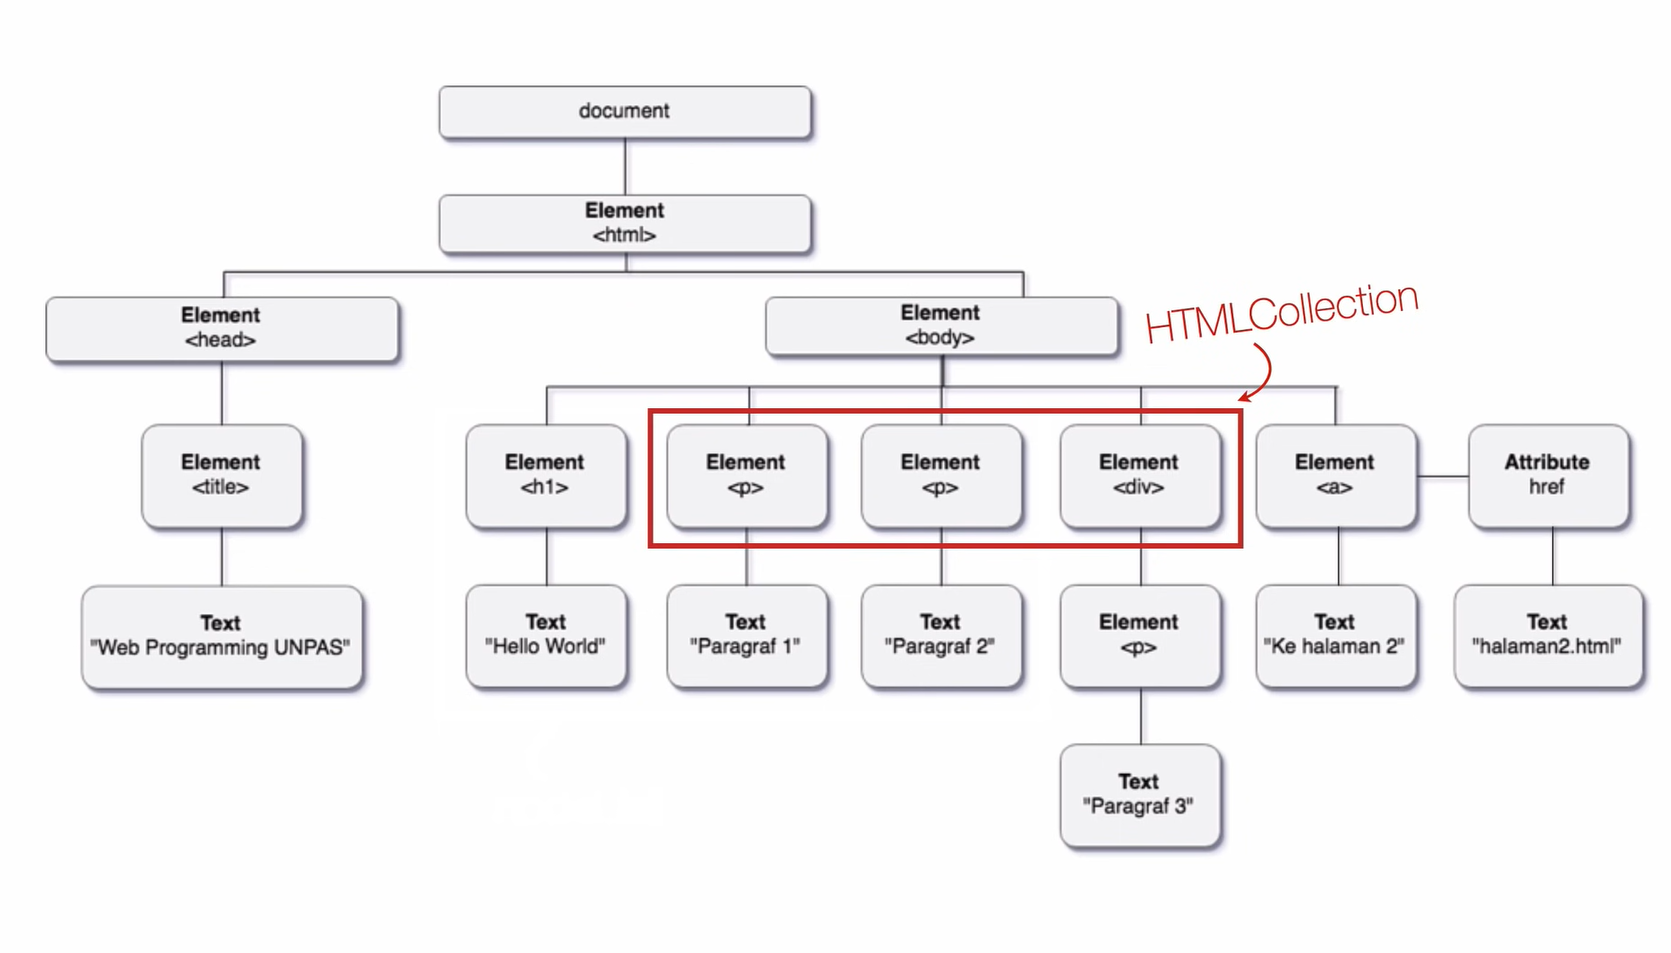 document
Element
<html>
Element
<head>
Element
<body>
HTMLCollection
Element
<title>
Element
<h1>
Element
<p>
Element
<p>
Element
<div>
Element
<a>
Attribute
href
Text
"Web Programming UNPAS"
Text
"Hello World"
Text
"Paragraf 1"
Text
"Paragraf 2"
Element
<p>
Text
"Ke halaman 2"
Text
"halaman2.html"
Text
"Paragraf 3"